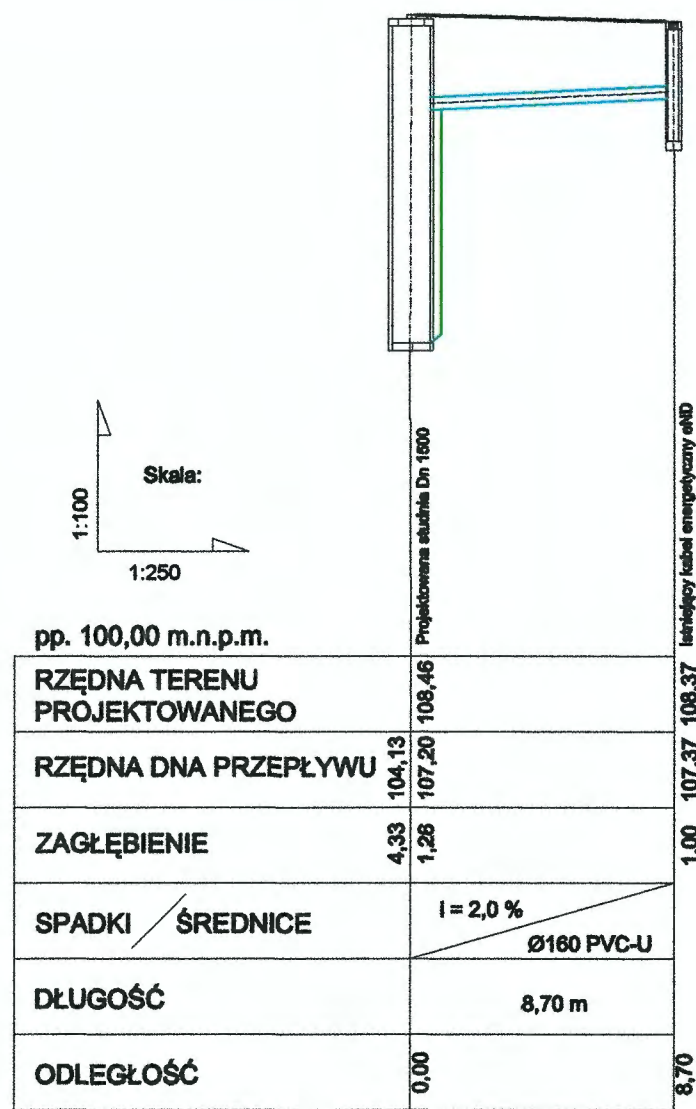 Skala:
1:100
1:250
Projektowana studnia Dn 1500
Istniejący kabel energetyczny eND
pp. 100,00 m.n.p.m.
RZĘDNA TERENU
PROJEKTOWANEGO
108,46
108,37
RZĘDNA DNA PRZEPŁYWU
104,13
107,20
107,37
ZAGŁĘBIENIE
4,33
1,26
1,00
SPADKI / ŚREDNICE
i = 2,0 %
Ø160 PVC-U
DŁUGOŚĆ
8,70 m
ODLEGŁOŚĆ
0,00
8,70